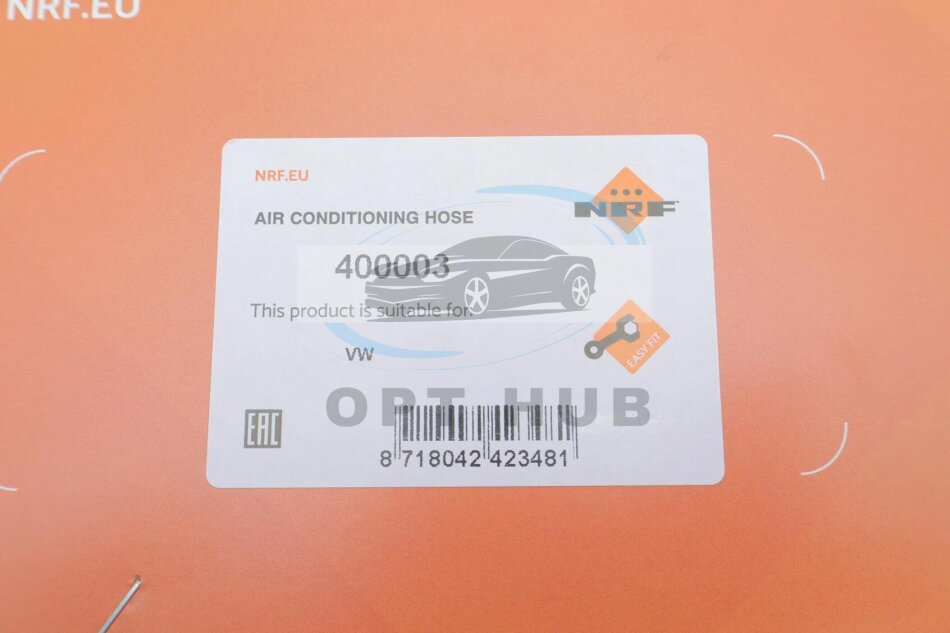 NRF.EU
NRF.EU
NRF
AIR CONDITIONING HOSE
400003
This product is suitable for:
VW
EASY FIT
OPT HUB
EAC
8 718042 423481